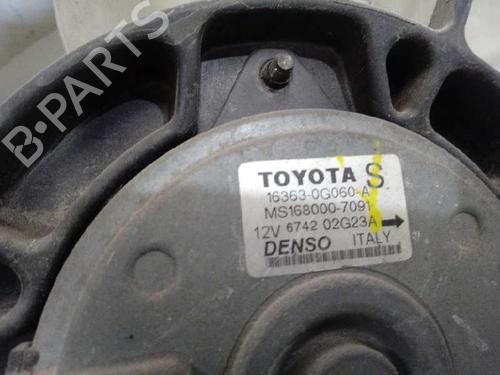 B-PARTS
TOYOTA S
16363-0G060-A
MS168000-7091
12V 6742 02G23A
DENSO ITALY